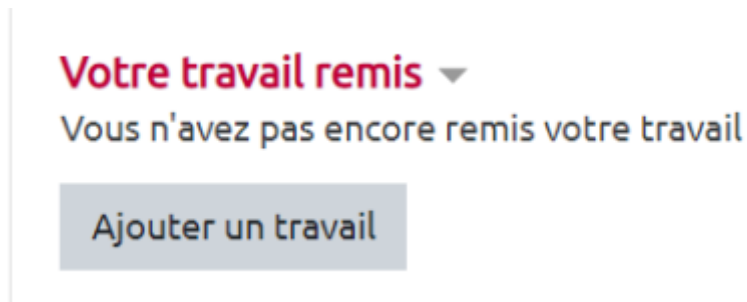 Votre travail remis
Vous n'avez pas encore remis votre travail
Ajouter un travail